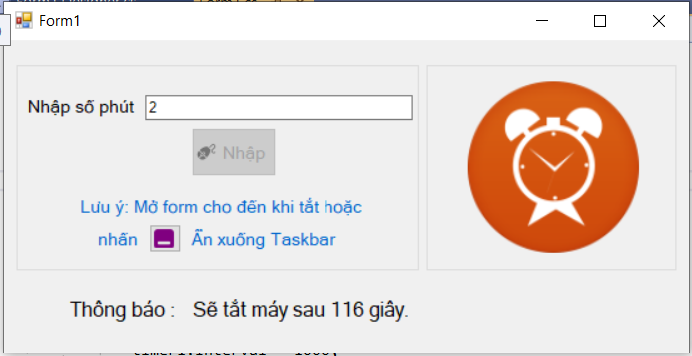 Form1
Nhập số phút 2
Nhập
Lưu ý: Mở form cho đến khi tắt hoặc
nhấn Ẩn xuống Taskbar
Thông báo : Sẽ tắt máy sau 116 giây.